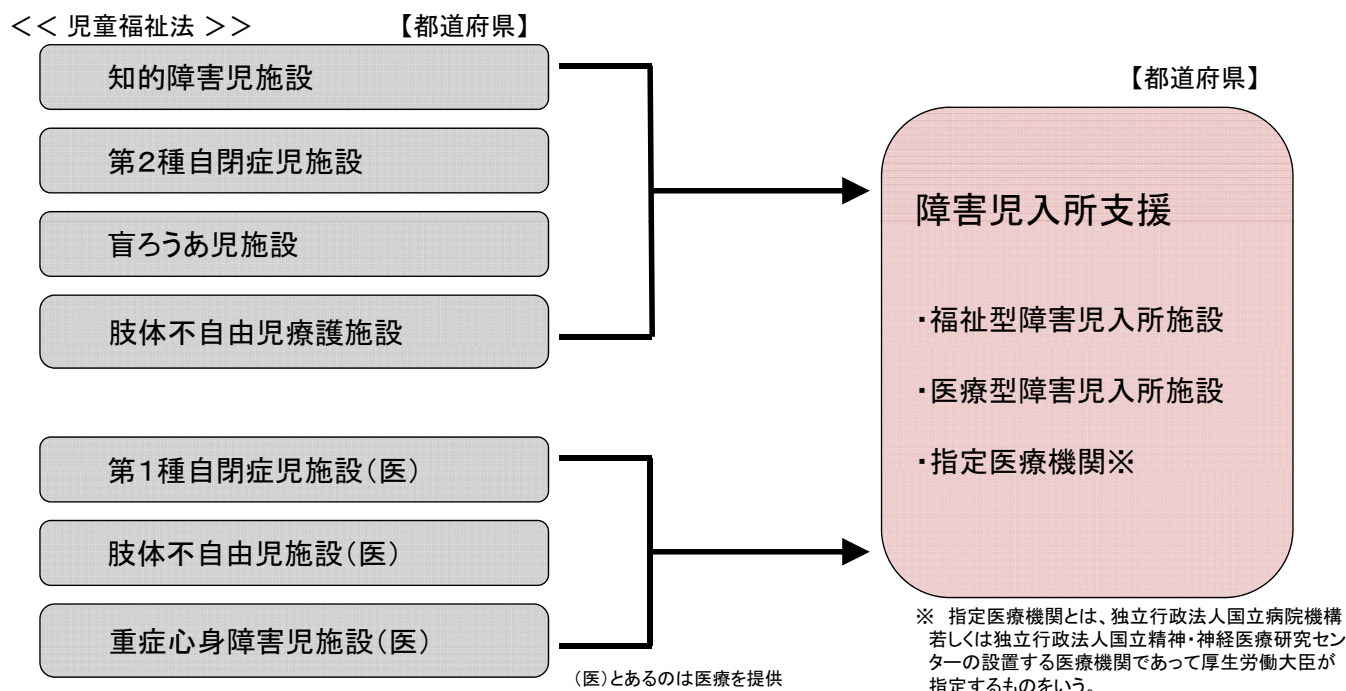 << 児童福祉法 >>
【都道府県】
知的障害児施設
第2種自閉症児施設
盲ろうあ児施設
肢体不自由児療護施設
第1種自閉症児施設(医)
肢体不自由児施設(医)
重症心身障害児施設(医)
(医)とあるのは医療を提供
【都道府県】
障害児入所支援
・福祉型障害児入所施設
・医療型障害児入所施設
・指定医療機関※
※ 指定医療機関とは、独立行政法人国立病院機構
若しくは独立行政法人国立精神・神経医療研究セン
ターの設置する医療機関であって厚生労働大臣が
指定するものをいう。